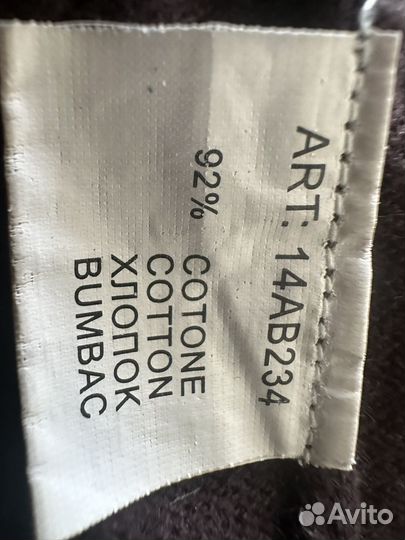 ART: 14AB234
92% COTONE
COTTON
ХЛОПОК
BUMBAC
Avito